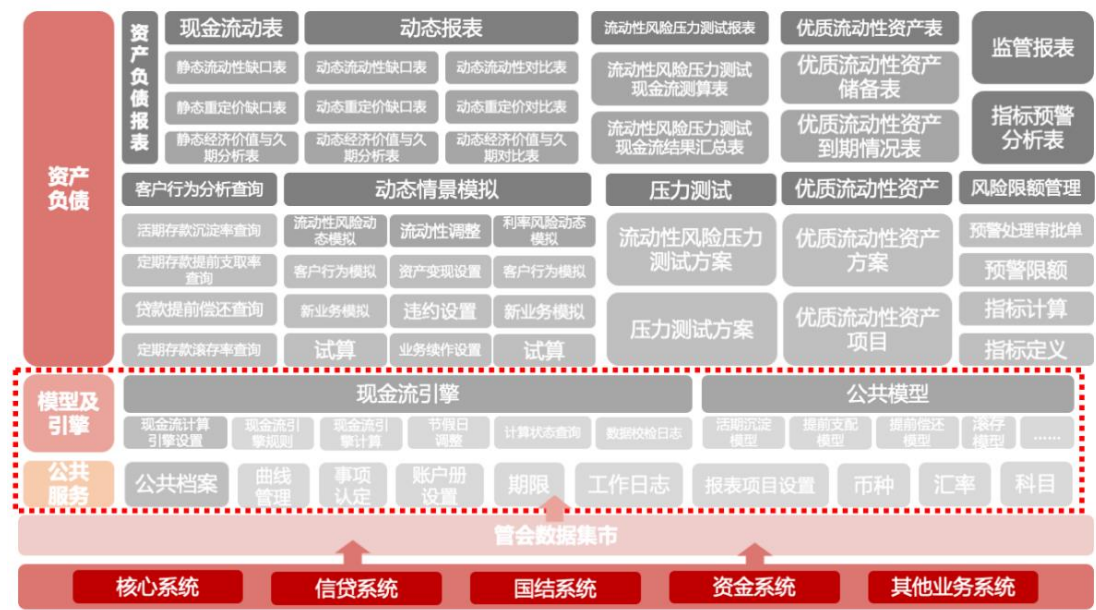 资产负债报表
现金流动表
动态报表
流动性风险压力测试报表
优质流动性资产表
监管报表
静态流动性缺口表
动态流动性缺口表
动态流动性对比表
流动性风险压力测试
现金流测算表
优质流动性资产
储备表
静态重定价缺口表
动态重定价缺口表
动态重定价对比表
指标预警
分析表
静态经济价值与久
期分析表
动态经济价值与久
期分析表
动态经济价值与久
期对比表
流动性风险压力测试
现金流结果汇总表
优质流动性资产
到期情况表
资产
负债
客户行为分析查询
动态情景模拟
压力测试
优质流动性资产
风险限额管理
活期存款沉淀率查询
流动性风险动
态模拟
流动性调整
利率风险动态
模拟
流动性风险压力
测试方案
优质流动性资产
方案
预警处理审批单
定期存款提前支取率
查询
客户行为模拟
资产变现设置
客户行为模拟
预警限额
贷款提前偿还查询
新业务模拟
违约设置
新业务模拟
压力测试方案
优质流动性资产
项目
指标计算
定期存款滚存率查询
试算
业务续作设置
试算
指标定义
模型及
引擎
现金流引擎
公共模型
现金流计算
引擎设置
现金流引
擎规则
现金流引
擎计算
节假日
调整
计算状态查询
数据校检日志
活期沉淀
模型
提前支配
模型
提前偿还
模型
滚存
模型
……
公共
服务
公共档案
曲线
管理
事项
认定
账户册
设置
期限
工作日志
报表项目设置
币种
汇率
科目
管会数据集市
核心系统
信贷系统
国结系统
资金系统
其他业务系统